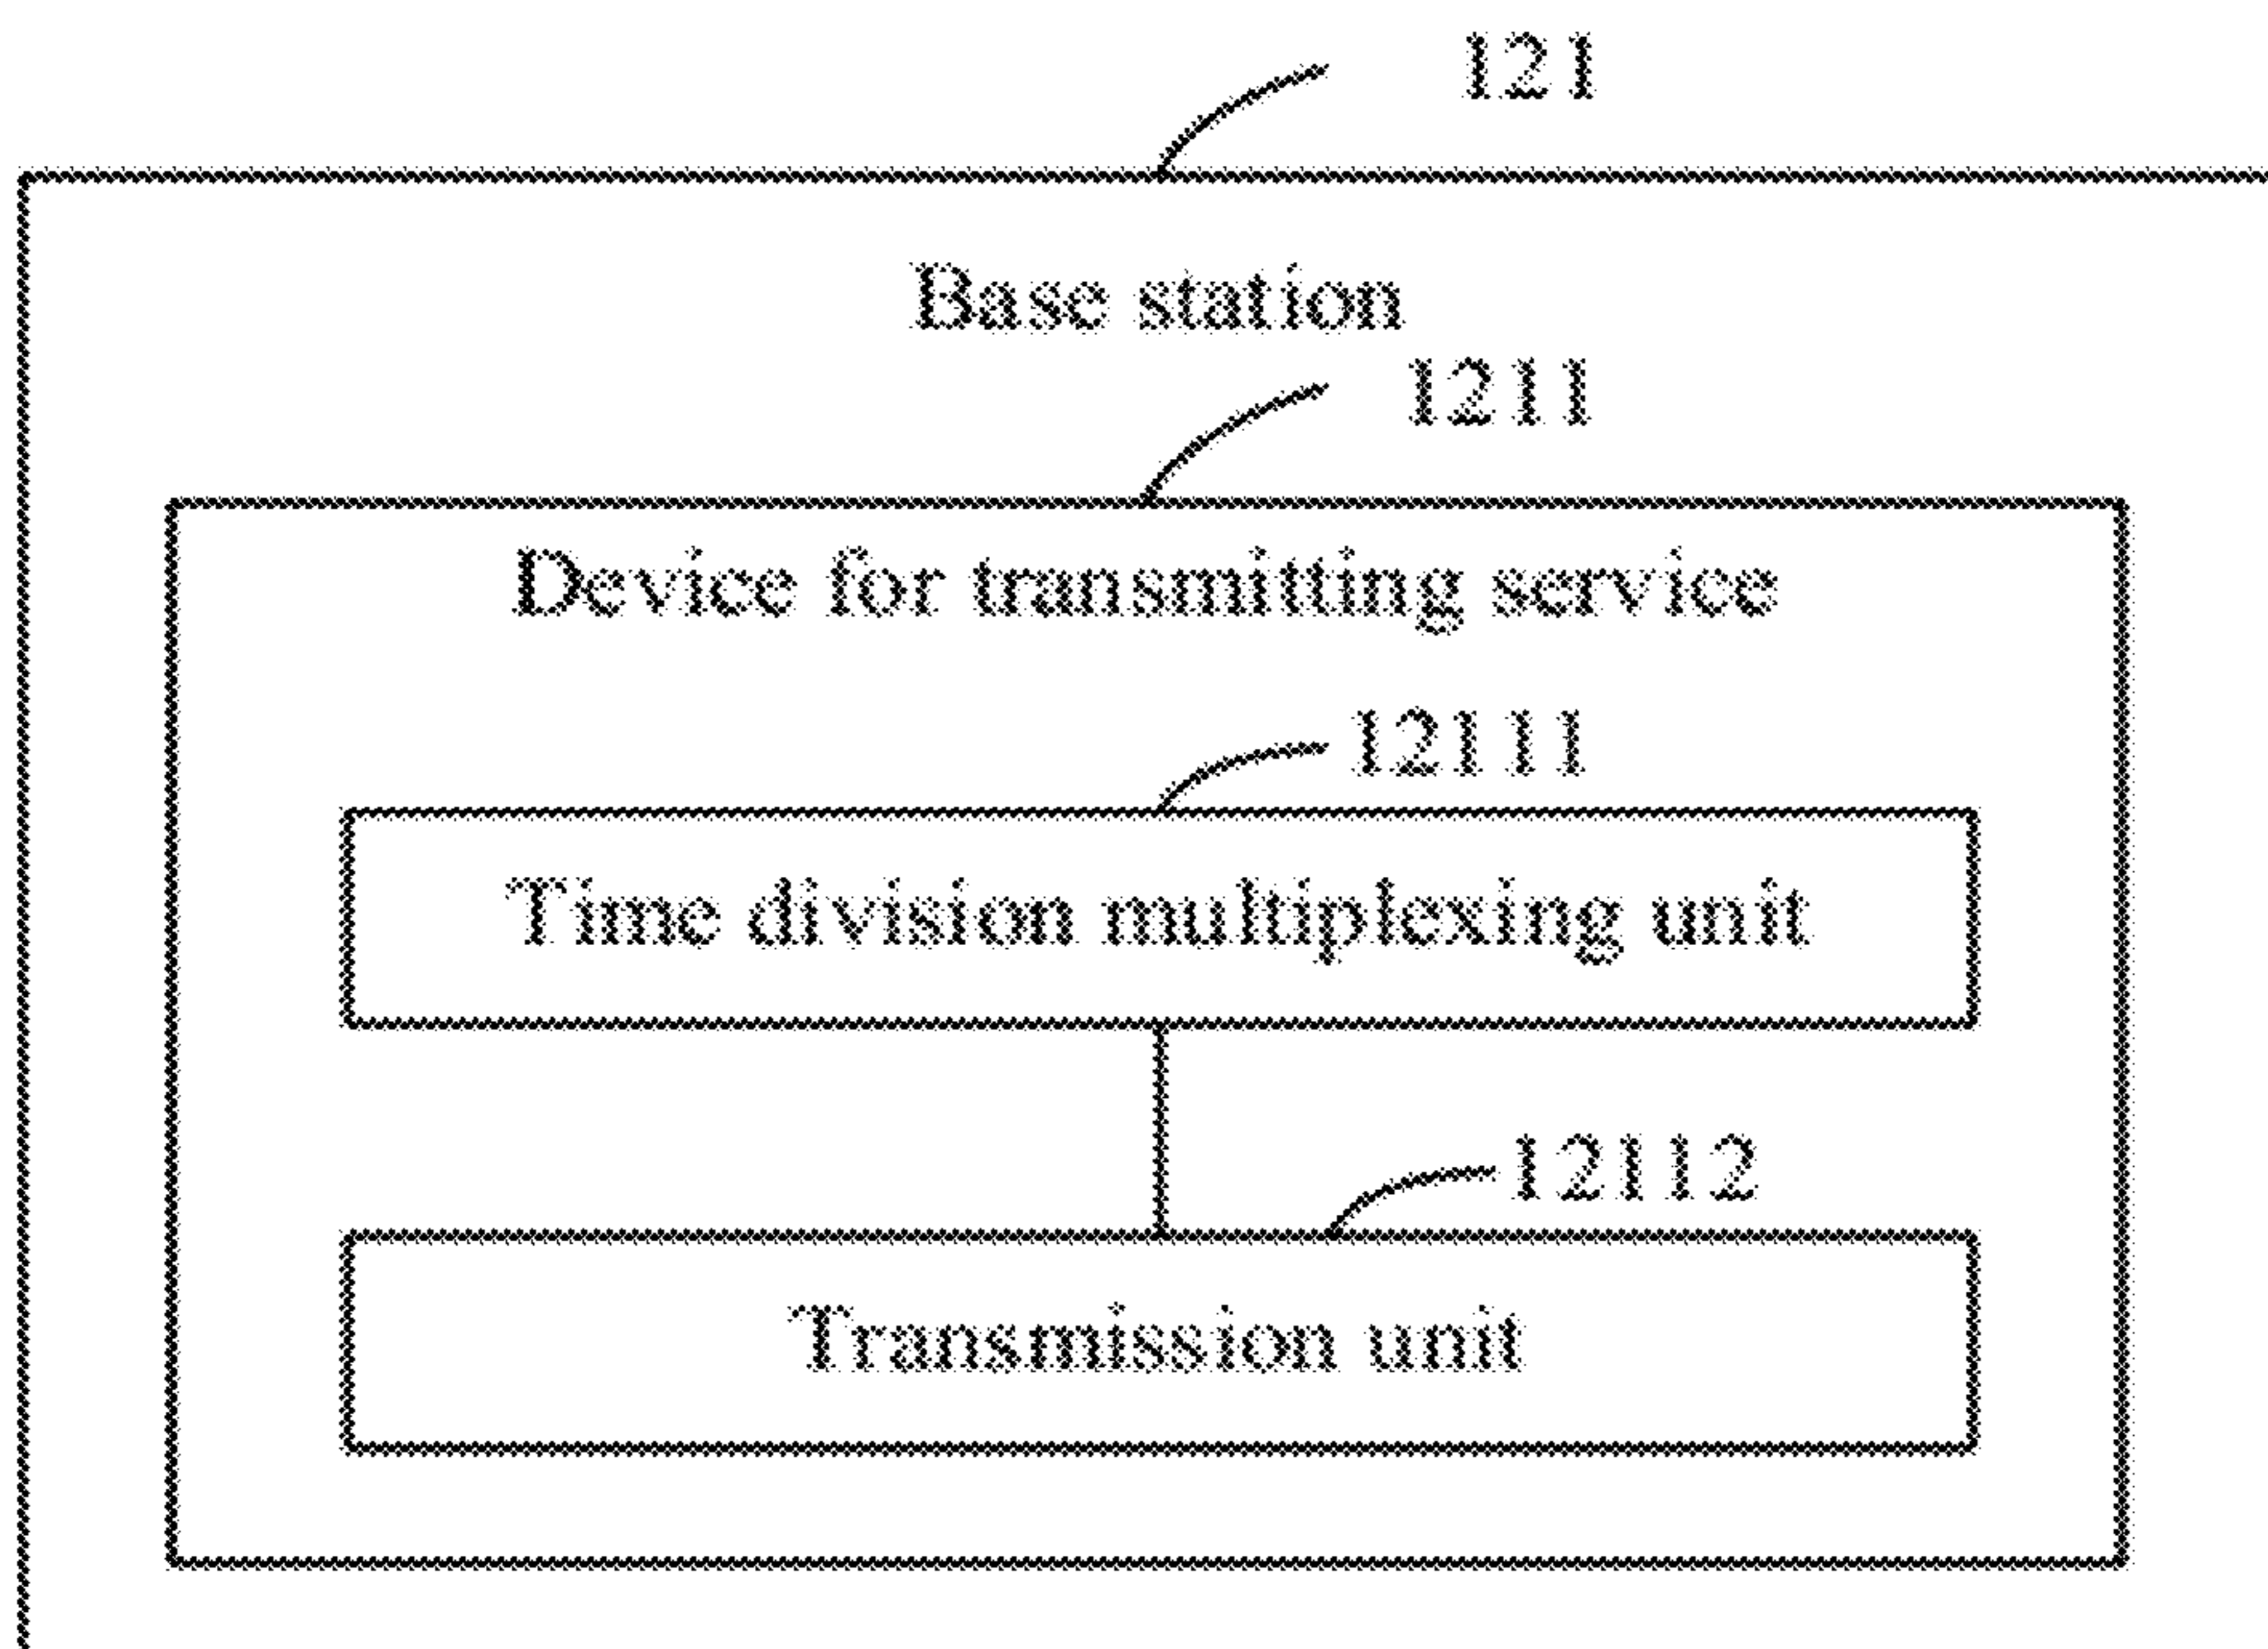 121
Base station
1211
Device for transmitting service
12111
Time division multiplexing unit
12112
Transmission unit